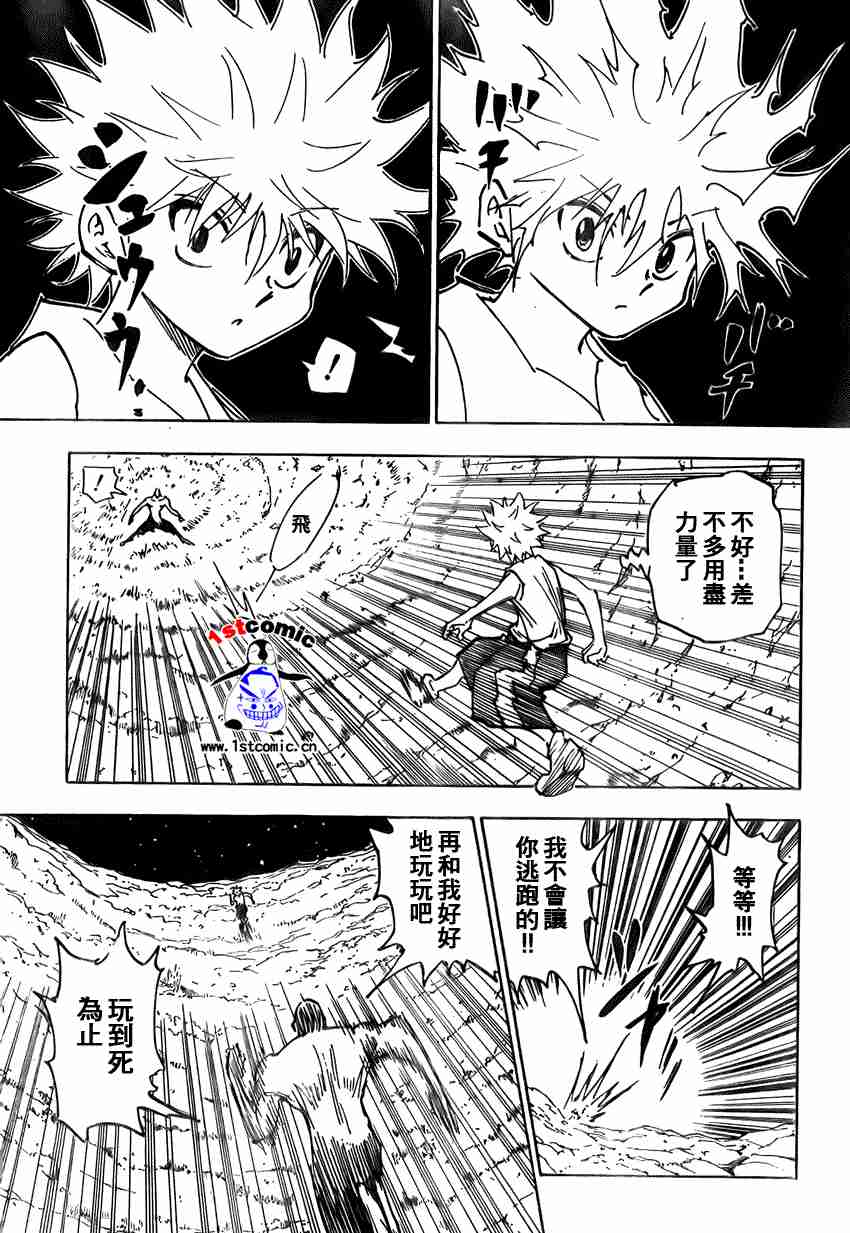 バチ
バチ
シュウウウ…
!
不好…差
不多用盡
力量了
飛
!
1stcomic
www.1stcomic.cn
等等!!!
我不會讓
你逃跑的!!
再和我好好
地玩玩吧
玩到死
為止